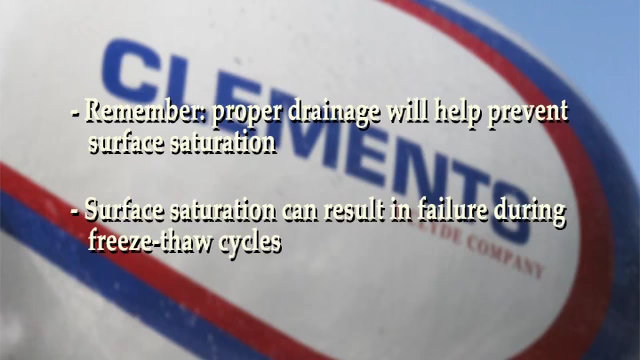 CLEMENTS
- Remember: proper drainage will help prevent
surface saturation
- Surface saturation can result in failure during
freeze-thaw cycles
COMPANY